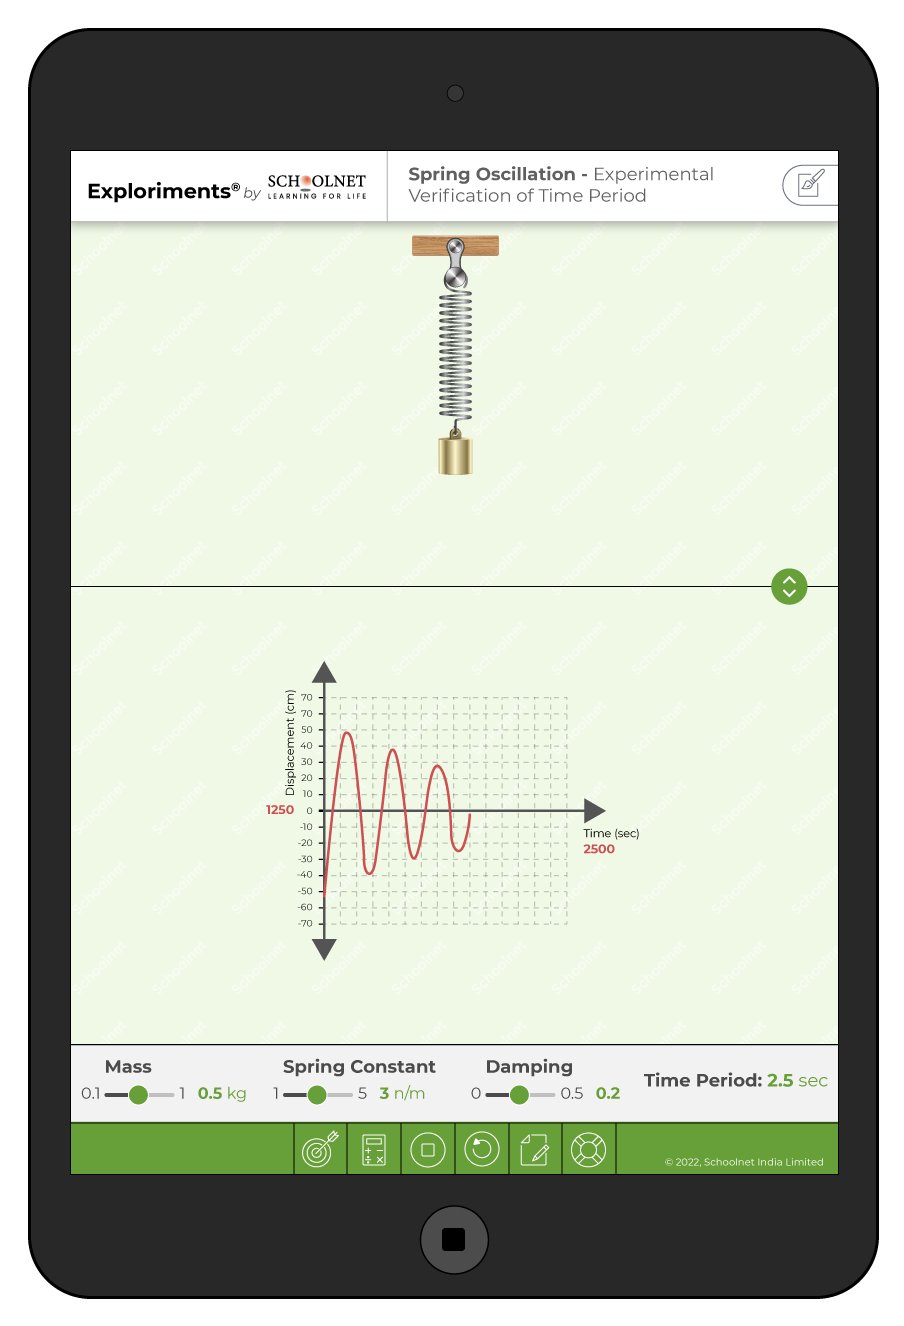 Exploriments® by SCHOOLNET
LEARNING FOR LIFE
Spring Oscillation - Experimental
Verification of Time Period
Displacement (cm)
70
70
50
40
30
20
10
1250 0
-10
-20
-30
-40
-50
-60
-70
Time (sec)
2500
Mass
0.1 1 0.5 kg
Spring Constant
1 5 3 n/m
Damping
0 0.5 0.2
Time Period: 2.5 sec
© 2022, Schoolnet India Limited
Schoolnet